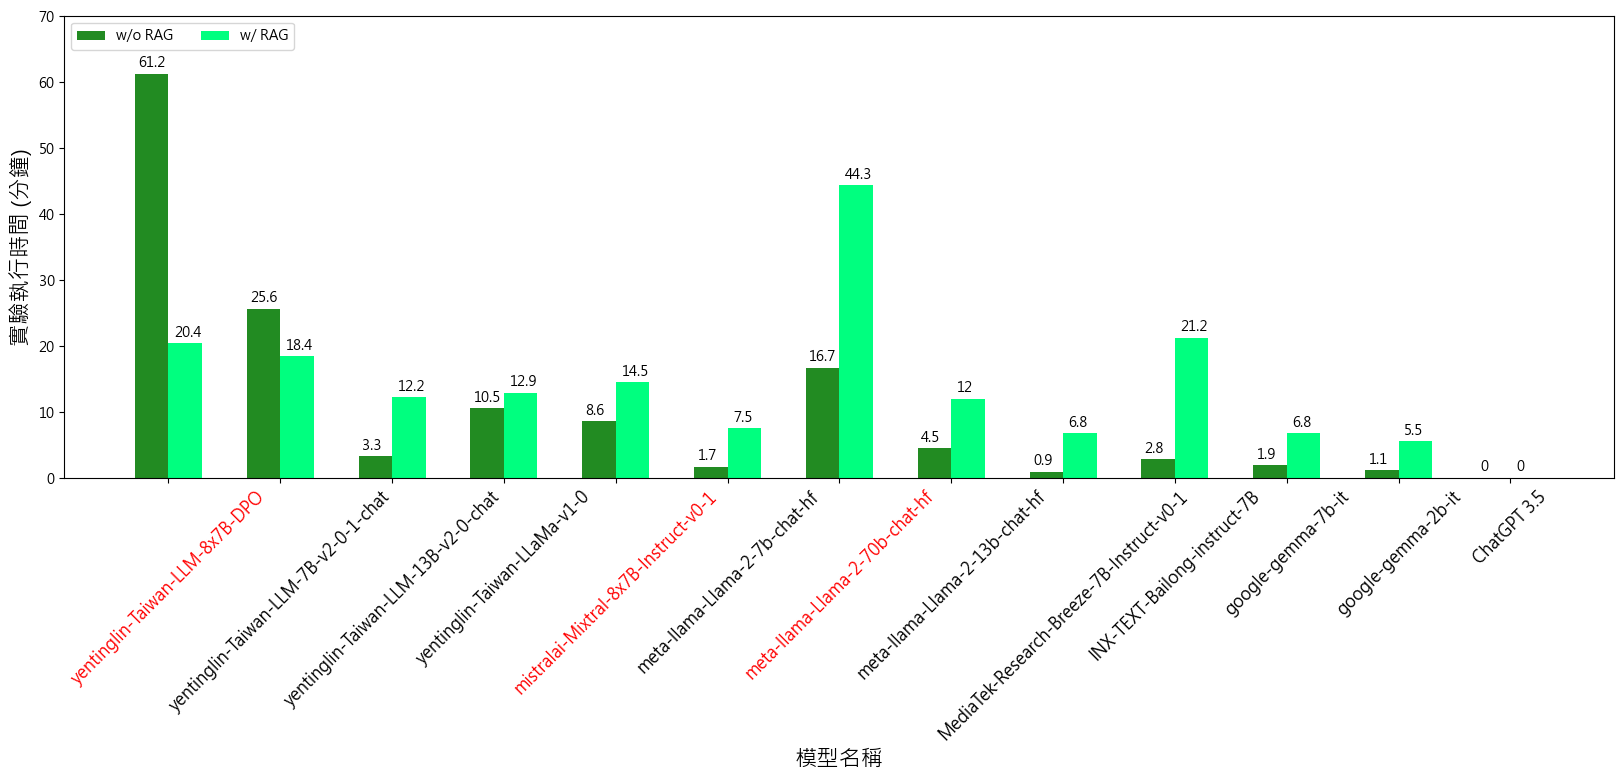 70
60
50
40
30
20
10
0
實驗執行時間 (分鐘)
w/o RAG
w/ RAG
61.2
20.4
25.6
18.4
3.3
12.2
10.5
12.9
8.6
14.5
1.7
7.5
16.7
44.3
4.5
12
0.9
6.8
2.8
21.2
1.9
6.8
1.1
5.5
0
0
yentinglin-Taiwan-LLM-8x7B-DPO
yentinglin-Taiwan-LLM-7B-v2-0-1-chat
yentinglin-Taiwan-LLM-13B-v2-0-chat
yentinglin-Taiwan-LLaMa-v1-0
mistralai-Mixtral-8x7B-Instruct-v0-1
meta-llama-Llama-2-7b-chat-hf
meta-llama-Llama-2-70b-chat-hf
meta-llama-Llama-2-13b-chat-hf
MediaTek-Research-Breeze-7B-Instruct-v0-1
INX-TEXT-Bailong-instruct-7B
google-gemma-7b-it
google-gemma-2b-it
ChatGPT 3.5
模型名稱